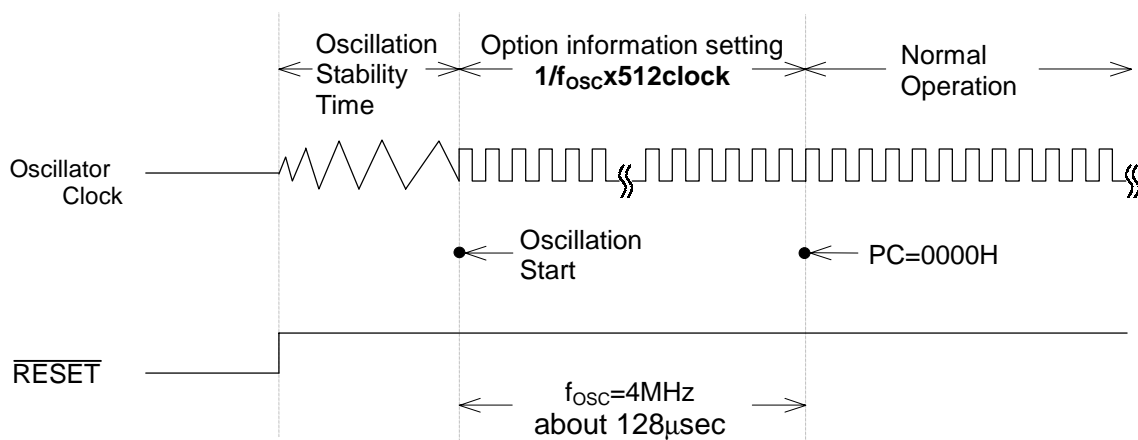 Oscillation
Stability
Time
Option information setting
1/fOSCx512clock
Normal
Operation
Oscillator
Clock
Oscillation
Start
PC=0000H
RESET
fOSC=4MHz
about 128μsec